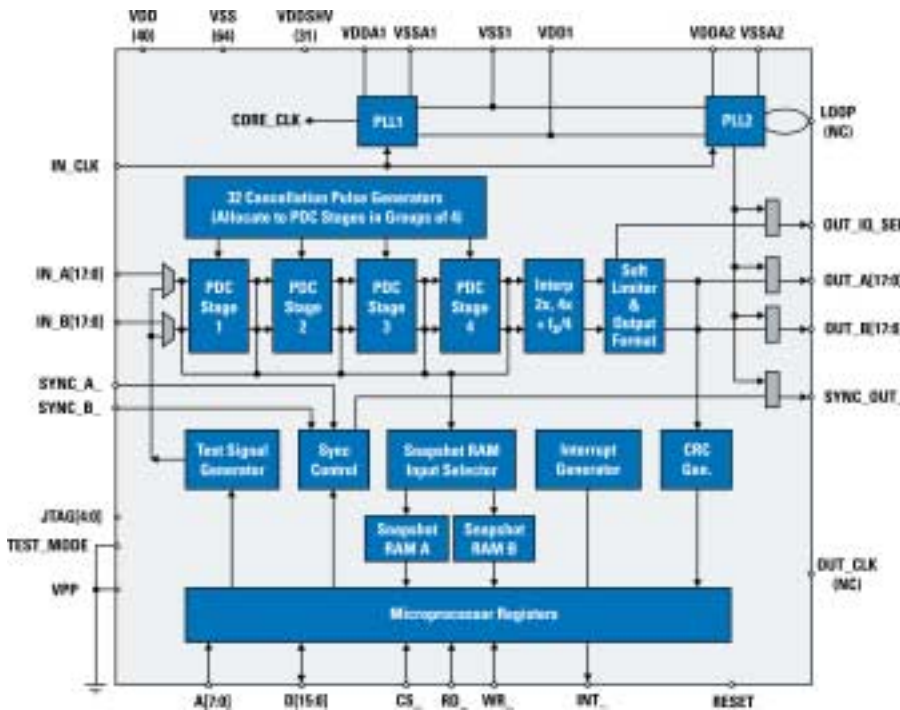 VDD
(40)
VSS
(64)
VDDSHV
(31)
VDDA1
VSSA1
VSS1
VDD1
VDDA2
VSSA2
CORE_CLK
PLL1
PLL2
LOOP
(NC)
IN_CLK
32 Cancellation Pulse Generators
(Allocate to PDC Stages in Groups of 4)
OUT_IQ_SEL
IN_A[17:0]
PDC
Stage
1
PDC
Stage
2
PDC
Stage
3
PDC
Stage
4
Interp
2x, 4x
Soft
Limiter
&
Output
Format
OUT_A[17:0]
IN_B[17:0]
OUT_B[17:0]
SYNC_A_
SYNC_B_
SYNC_OUT_
Test Signal
Generator
Sync
Control
Snapshot RAM
Input Selector
Interrupt
Generator
CRC
Gen.
JTAG[4:0]
TEST_MODE
Snapshot
RAM A
Snapshot
RAM B
OUT_CLK
(NC)
VPP
Microprocessor Registers
A[7:0]
D[15:0]
CS_
RD_
WR_
INT_
RESET